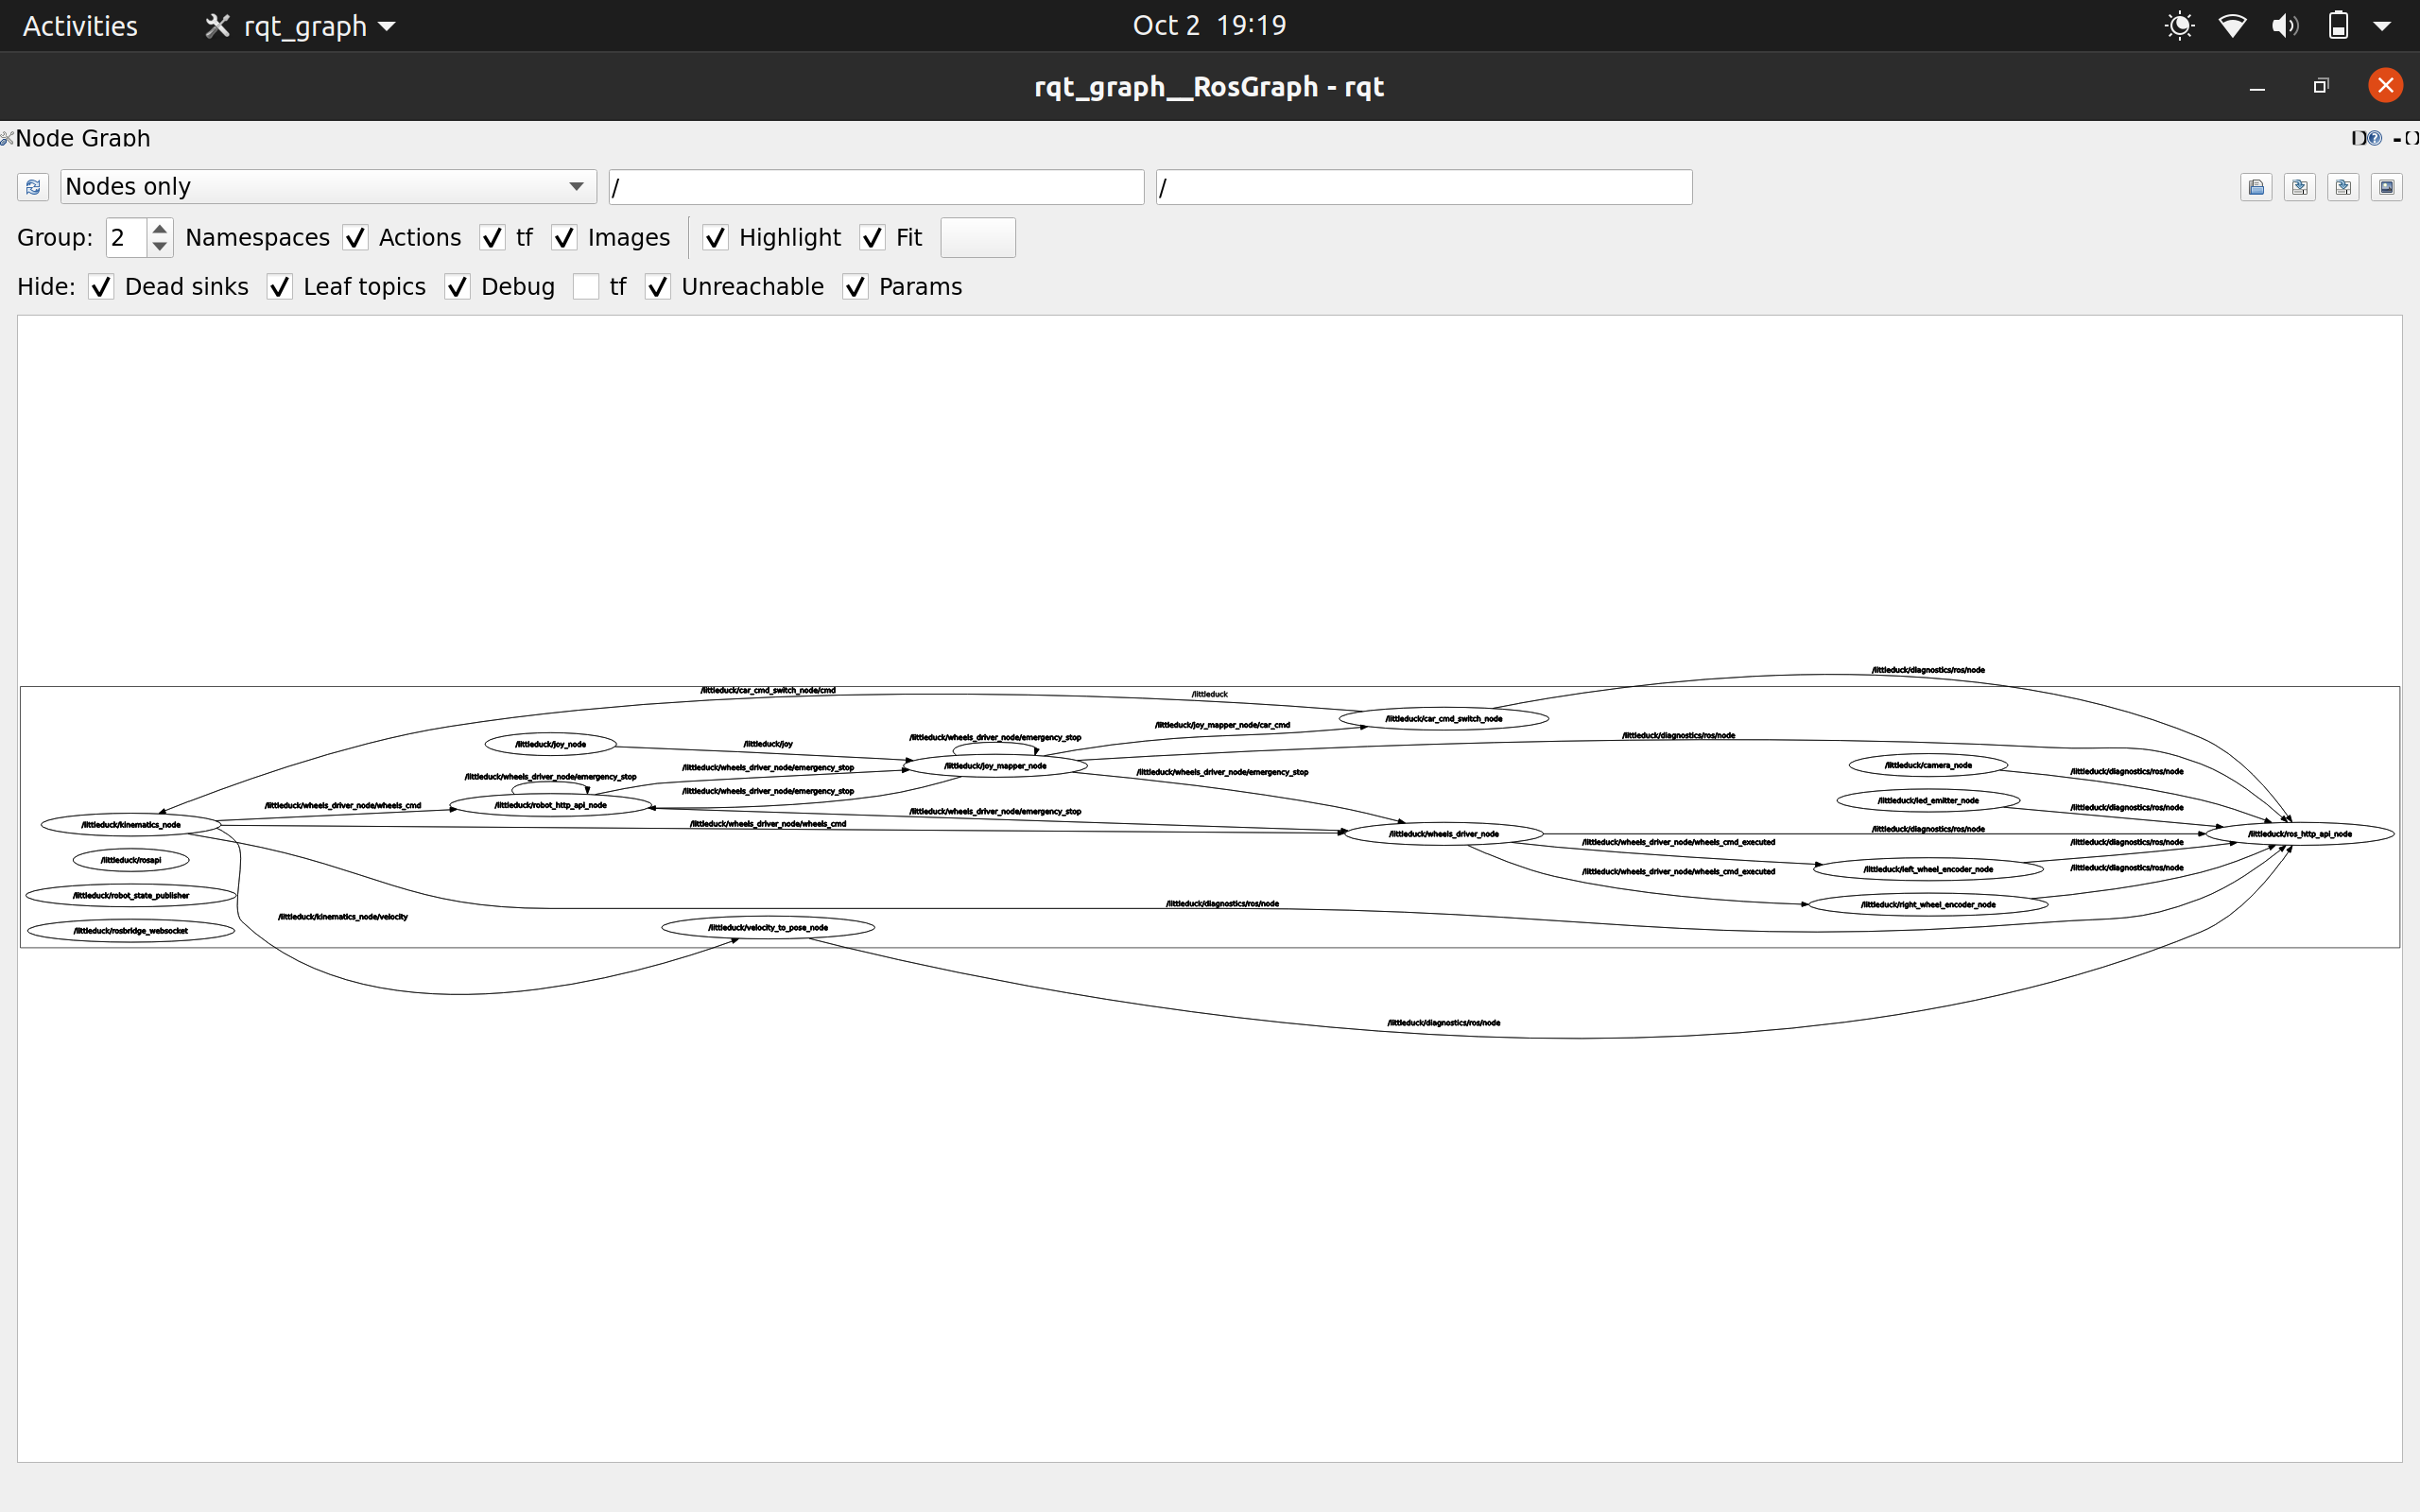 Activities rqt_graph Oct 2 19:19
rqt_graph__RosGraph - rqt
Node Graph
Nodes only / /
Group: 2 Namespaces Actions tf Images Highlight Fit
Hide: Dead sinks Leaf topics Debug tf Unreachable Params
/littleduck/diagnostics/ros/node
/littleduck/car_cmd_switch_node/cmd
/littleduck
/littleduck/car_cmd_switch_node
/littleduck/joy_mapper_node/car_cmd
/littleduck/diagnostics/ros/node
/littleduck/wheels_driver_node/emergency_stop
/littleduck/joy_node
/littleduck/joy
/littleduck/joy_mapper_node
/littleduck/camera_node
/littleduck/wheels_driver_node/emergency_stop
/littleduck/wheels_driver_node/emergency_stop
/littleduck/diagnostics/ros/node
/littleduck/wheels_driver_node/emergency_stop
/littleduck/wheels_driver_node/emergency_stop
/littleduck/led_emitter_node
/littleduck/wheels_driver_node/wheels_cmd
/littleduck/robot_http_api_node
/littleduck/diagnostics/ros/node
/littleduck/wheels_driver_node/emergency_stop
/littleduck/kinematics_node
/littleduck/wheels_driver_node/wheels_cmd
/littleduck/diagnostics/ros/node
/littleduck/wheels_driver_node
/littleduck/ros_http_api_node
/littleduck/wheels_driver_node/wheels_cmd_executed
/littleduck/diagnostics/ros/node
/littleduck/rosapi
/littleduck/wheels_driver_node/wheels_cmd_executed
/littleduck/left_wheel_encoder_node
/littleduck/diagnostics/ros/node
/littleduck/robot_state_publisher
/littleduck/diagnostics/ros/node
/littleduck/right_wheel_encoder_node
/littleduck/kinematics_node/velocity
/littleduck/rosbridge_websocket
/littleduck/velocity_to_pose_node
/littleduck/diagnostics/ros/node